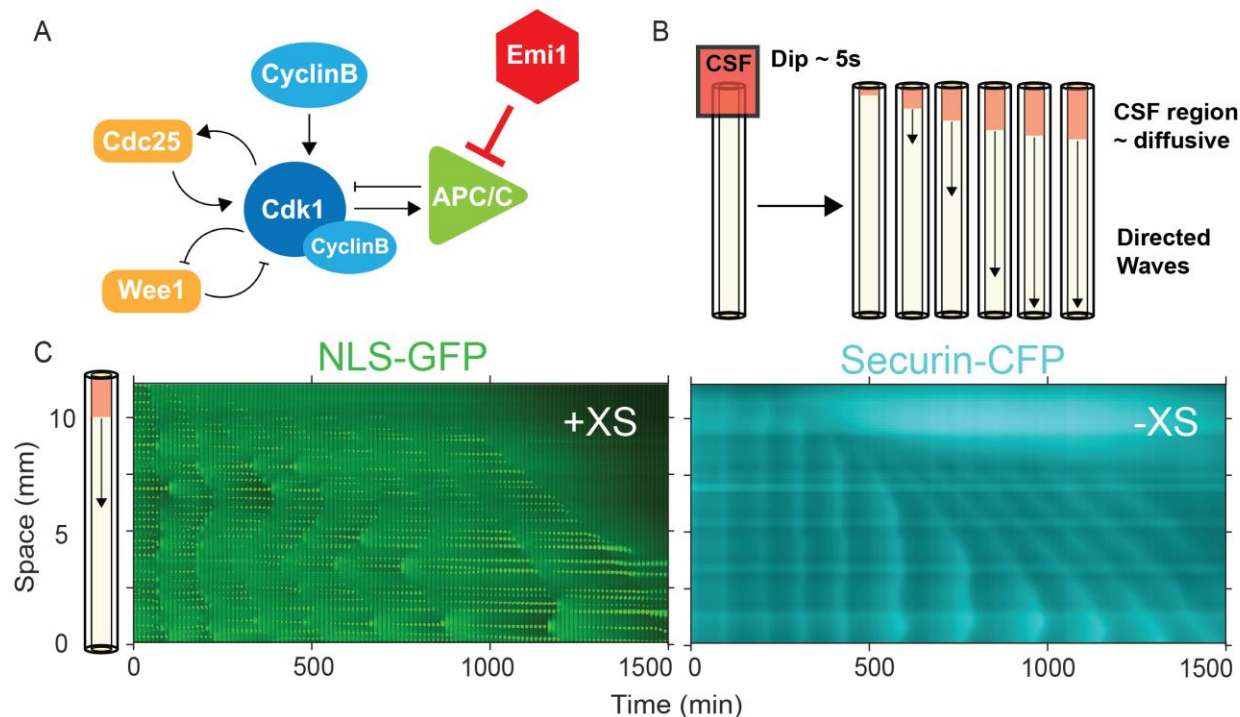 A
CyclinB
Emi1
Cdc25
Cdk1
APC/C
CyclinB
Wee1
B
CSF
Dip ~ 5s
CSF region
~ diffusive
Directed
Waves
C
NLS-GFP
Securin-CFP
+XS
-XS
Space (mm)
10
5
0
0
500
1000
1500
0
500
1000
1500
Time (min)